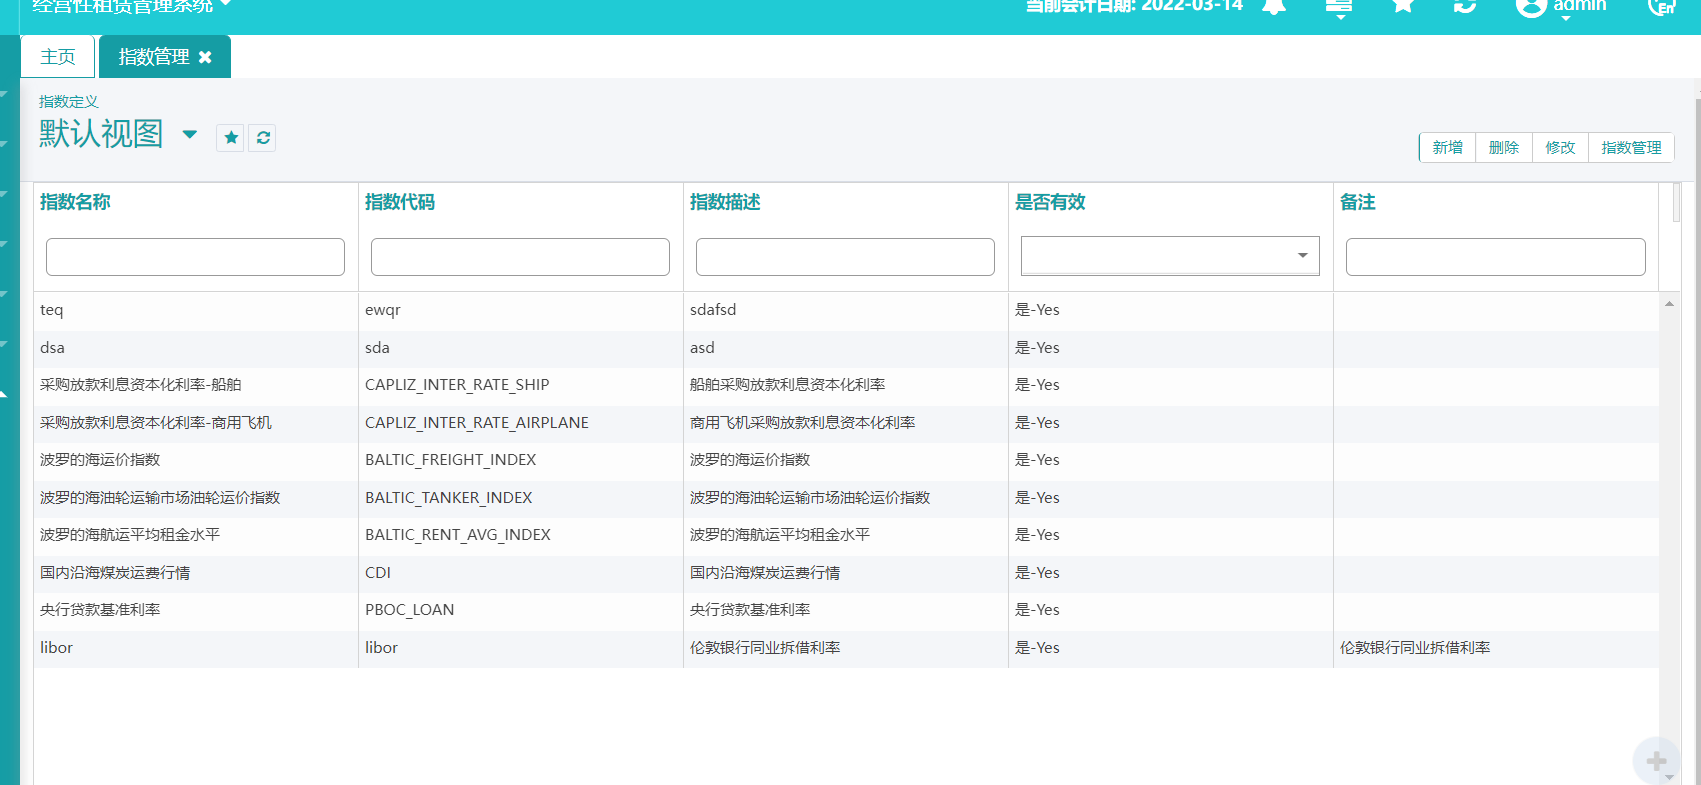 经营性租赁管理系统
当前会计日期: 2022-03-14
admin
En
主页
指数管理
指数定义
默认视图
新增 删除 修改 指数管理
指数名称 指数代码 指数描述 是否有效 备注
teq ewqr sdafsd 是-Yes
dsa sda asd 是-Yes
采购放款利息资本化利率-船舶 CAPLIZ_INTER_RATE_SHIP 船舶采购放款利息资本化利率 是-Yes
采购放款利息资本化利率-商用飞机 CAPLIZ_INTER_RATE_AIRPLANE 商用飞机采购放款利息资本化利率 是-Yes
波罗的海运价指数 BALTIC_FREIGHT_INDEX 波罗的海运价指数 是-Yes
波罗的海油轮运输市场油轮运价指数 BALTIC_TANKER_INDEX 波罗的海油轮运输市场油轮运价指数 是-Yes
波罗的海航运平均租金水平 BALTIC_RENT_AVG_INDEX 波罗的海航运平均租金水平 是-Yes
国内沿海煤炭运费行情 CDI 国内沿海煤炭运费行情 是-Yes
央行贷款基准利率 PBOC_LOAN 央行贷款基准利率 是-Yes
libor libor 伦敦银行同业拆借利率 是-Yes 伦敦银行同业拆借利率